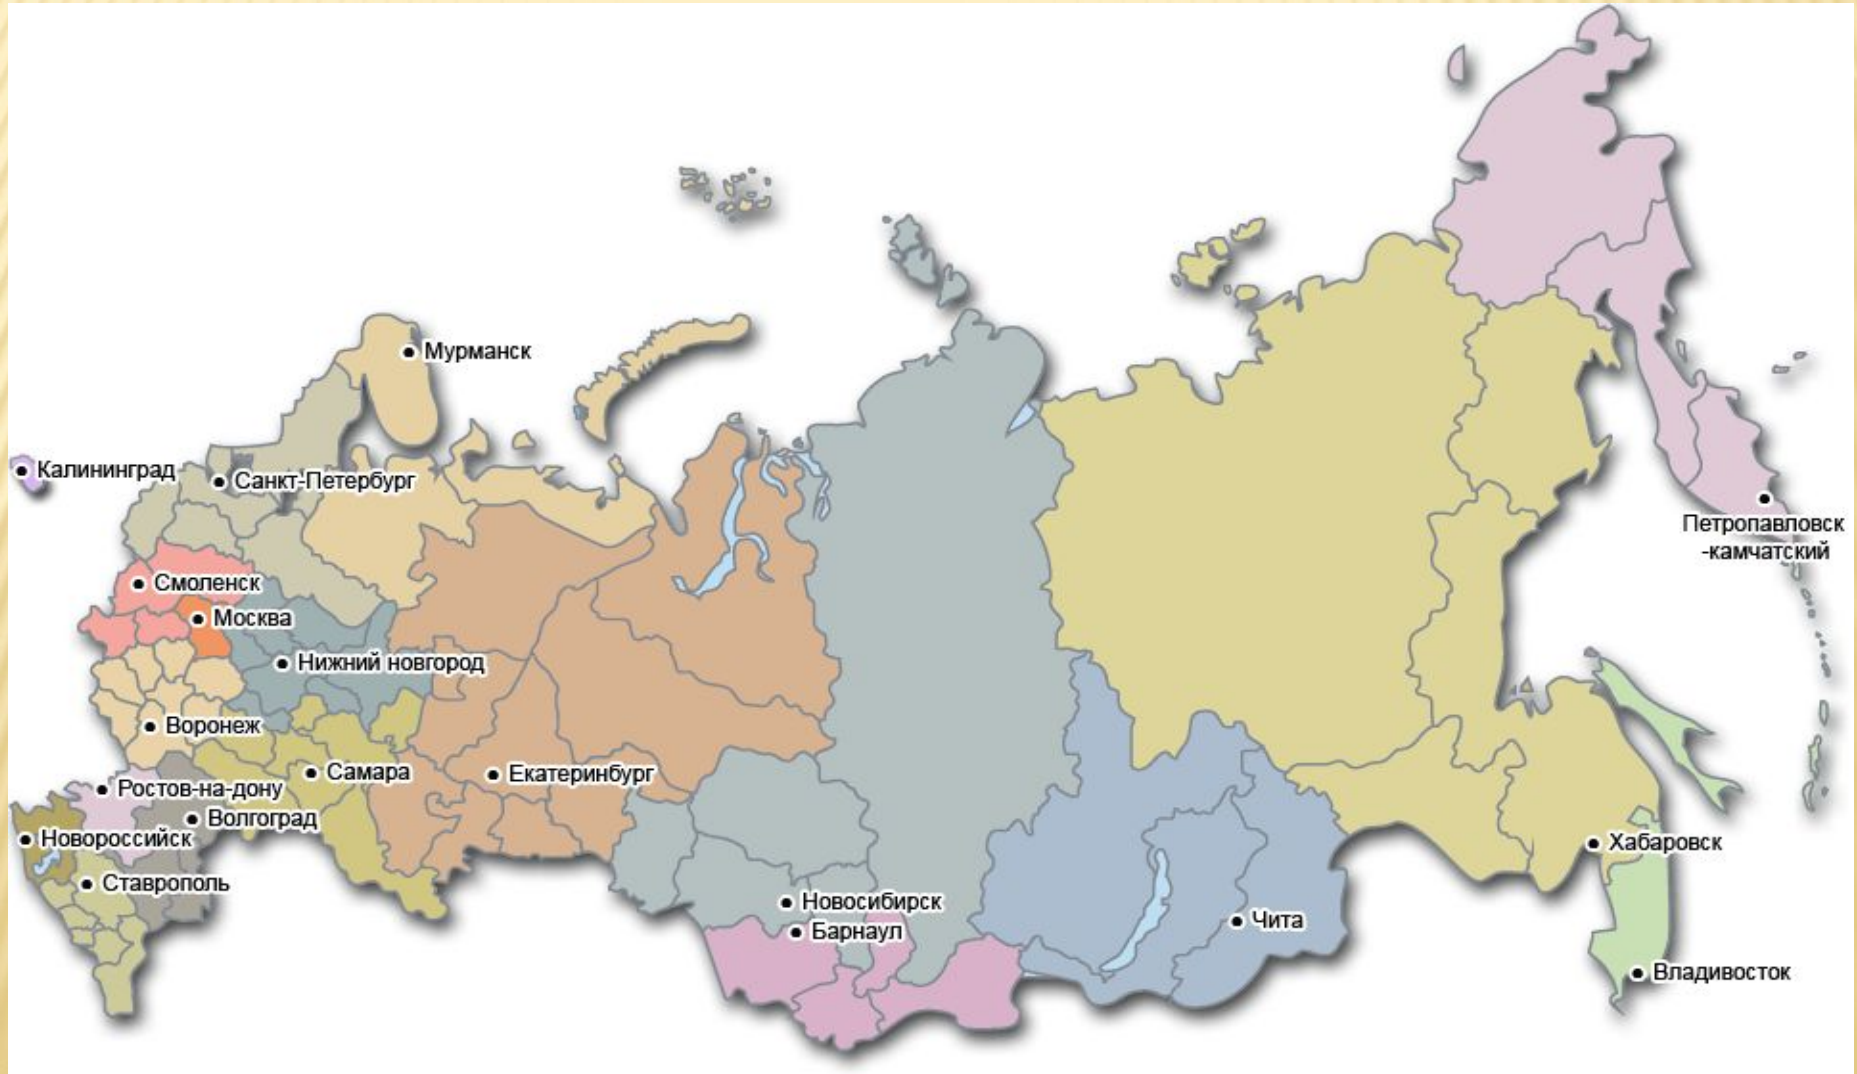 Мурманск
Калининград
Санкт-Петербург
Петропавловск
-камчатский
Смоленск
Москва
Нижний новгород
Воронеж
Самара
Екатеринбург
Ростов-на-дону
Волгоград
Новороссийск
Хабаровск
Ставрополь
Новосибирск
Чита
Барнаул
Владивосток